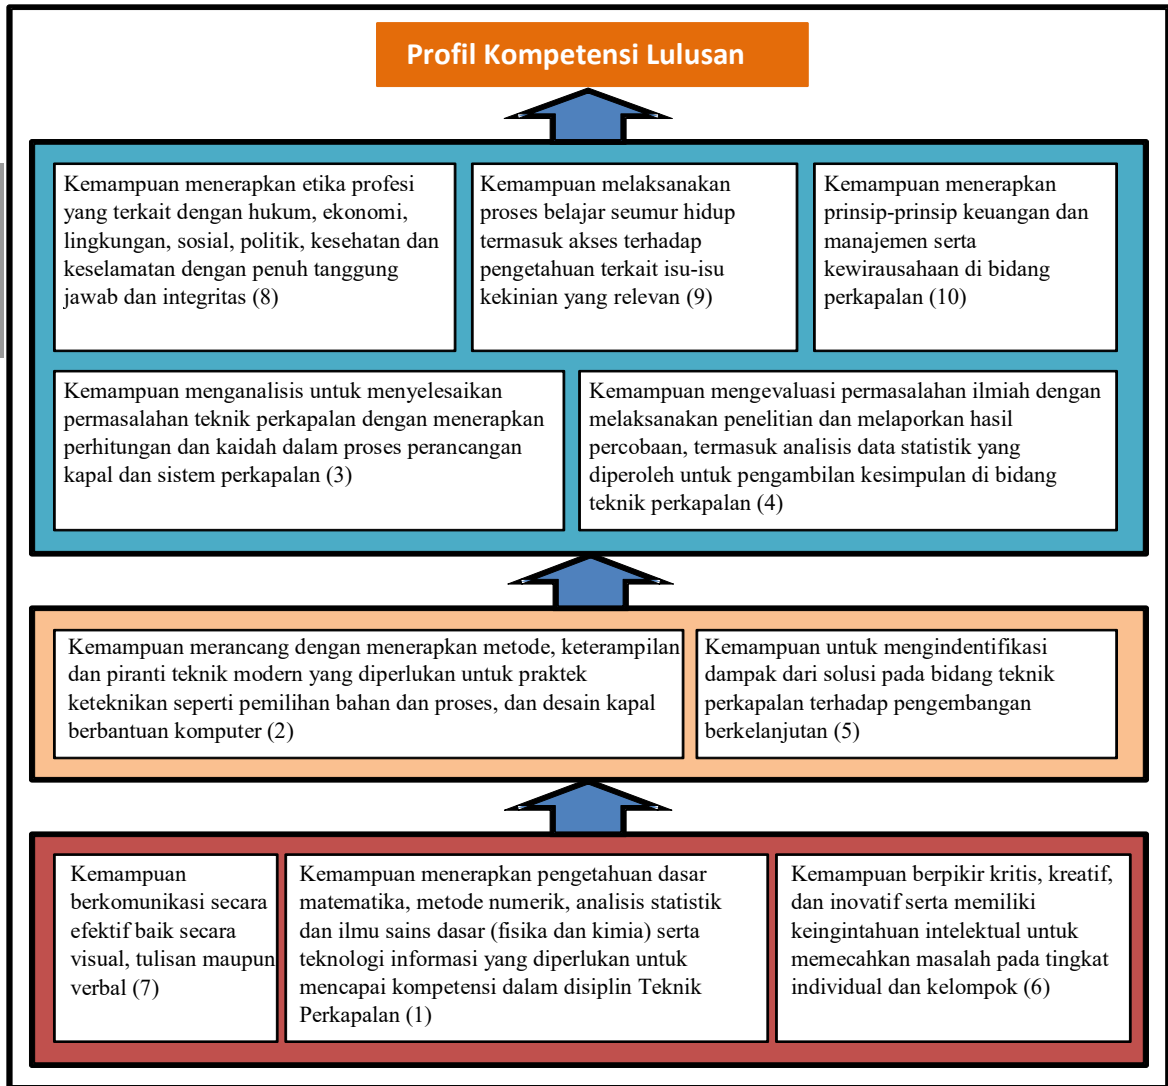 Profil Kompetensi Lulusan
Kemampuan menerapkan etika profesi
yang terkait dengan hukum, ekonomi,
lingkungan, sosial, politik, kesehatan dan
keselamatan dengan penuh tanggung
jawab dan integritas (8)
Kemampuan melaksanakan
proses belajar seumur hidup
termasuk akses terhadap
pengetahuan terkait isu-isu
kekinian yang relevan (9)
Kemampuan menerapkan
prinsip-prinsip keuangan dan
manajemen serta
kewirausahaan di bidang
perkapalan (10)
Kemampuan menganalisis untuk menyelesaikan
permasalahan teknik perkapalan dengan menerapkan
perhitungan dan kaidah dalam proses perancangan
kapal dan sistem perkapalan (3)
Kemampuan mengevaluasi permasalahan ilmiah dengan
melaksanakan penelitian dan melaporkan hasil
percobaan, termasuk analisis data statistik yang
diperoleh untuk pengambilan kesimpulan di bidang
teknik perkapalan (4)
Kemampuan merancang dengan menerapkan metode, keterampilan
dan piranti teknik modern yang diperlukan untuk praktek
keteknikan seperti pemilihan bahan dan proses, dan desain kapal
berbantuan komputer (2)
Kemampuan untuk mengindentifikasi
dampak dari solusi pada bidang teknik
perkapalan terhadap pengembangan
berkelanjutan (5)
Kemampuan
berkomunikasi secara
efektif baik secara
visual, tulisan maupun
verbal (7)
Kemampuan menerapkan pengetahuan dasar
matematika, metode numerik, analisis statistik
dan ilmu sains dasar (fisika dan kimia) serta
teknologi informasi yang diperlukan untuk
mencapai kompetensi dalam disiplin Teknik
Perkapalan (1)
Kemampuan berpikir kritis, kreatif,
dan inovatif serta memiliki
keingintahuan intelektual untuk
memecahkan masalah pada tingkat
individual dan kelompok (6)